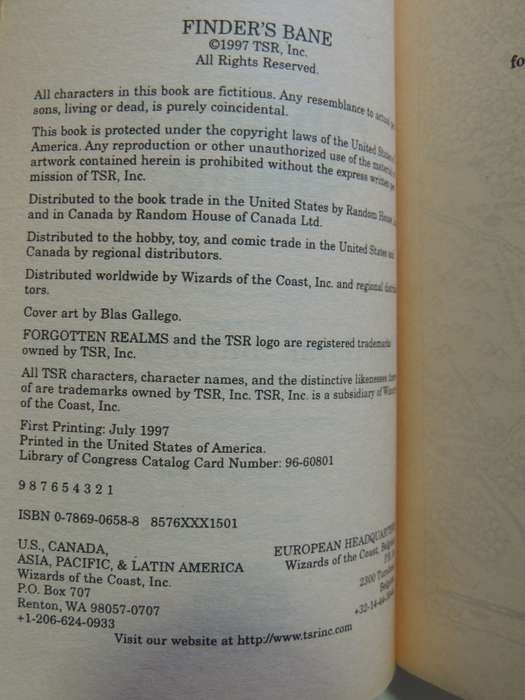 FINDER'S BANE
©1997 TSR, Inc.
All Rights Reserved.
All characters in this book are fictitious. Any resemblance to actual
sons, living or dead, is purely coincidental.
This book is protected under the copyright laws of the United States
America. Any reproduction or other unauthorized use of the material
artwork contained herein is prohibited without the express written
mission of TSR, Inc.
Distributed to the book trade in the United States by Random House
and in Canada by Random House of Canada Ltd.
Distributed to the hobby, toy, and comic trade in the United States and
Canada by regional distributors.
Distributed worldwide by Wizards of the Coast, Inc. and regional
tors.
Cover art by Blas Gallego.
FORGOTTEN REALMS and the TSR logo are registered trademarks
owned by TSR, Inc.
All TSR characters, character names, and the distinctive likenesses
of are trademarks owned by TSR, Inc. TSR, Inc. is a subsidiary of
of the Coast, Inc.
First Printing: July 1997
Printed in the United States of America.
Library of Congress Catalog Card Number: 96-60801
9 8 7 6 5 4 3 2 1
ISBN 0-7869-0658-8 8576XXX1501
U.S., CANADA,
ASIA, PACIFIC, & LATIN AMERICA
Wizards of the Coast, Inc.
P.O. Box 707
Renton, WA 98057-0707
+1-206-624-0933
EUROPEAN
Wizards of the Coast,
2300
Visit our website at http://www.tsrinc.com
fo